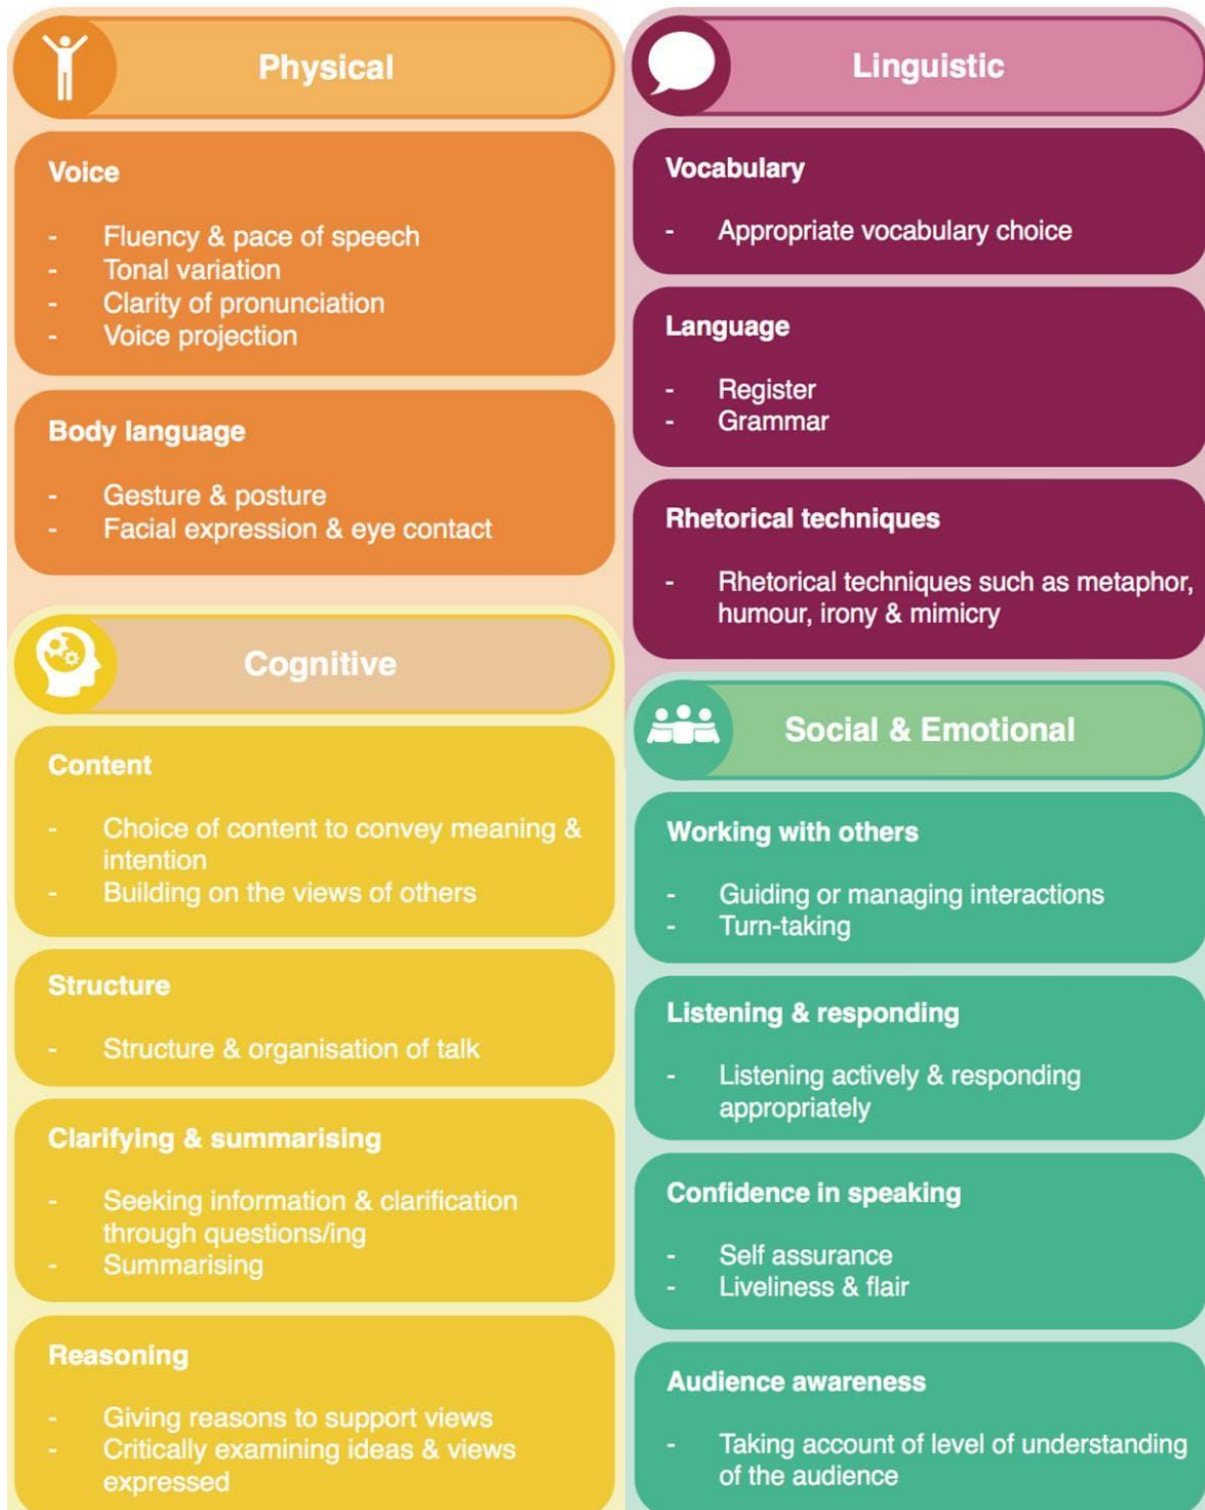 Physical
Voice
- Fluency & pace of speech
- Tonal variation
- Clarity of pronunciation
- Voice projection
Body language
- Gesture & posture
- Facial expression & eye contact
Cognitive
Content
- Choice of content to convey meaning &
intention
- Building on the views of others
Structure
- Structure & organisation of talk
Clarifying & summarising
- Seeking information & clarification
through questions/ing
- Summarising
Reasoning
- Giving reasons to support views
- Critically examining ideas & views
expressed
Linguistic
Vocabulary
- Appropriate vocabulary choice
Language
- Register
- Grammar
Rhetorical techniques
- Rhetorical techniques such as metaphor,
humour, irony & mimicry
Social & Emotional
Working with others
- Guiding or managing interactions
- Turn-taking
Listening & responding
- Listening actively & responding
appropriately
Confidence in speaking
- Self assurance
- Liveliness & flair
Audience awareness
- Taking account of level of understanding
of the audience